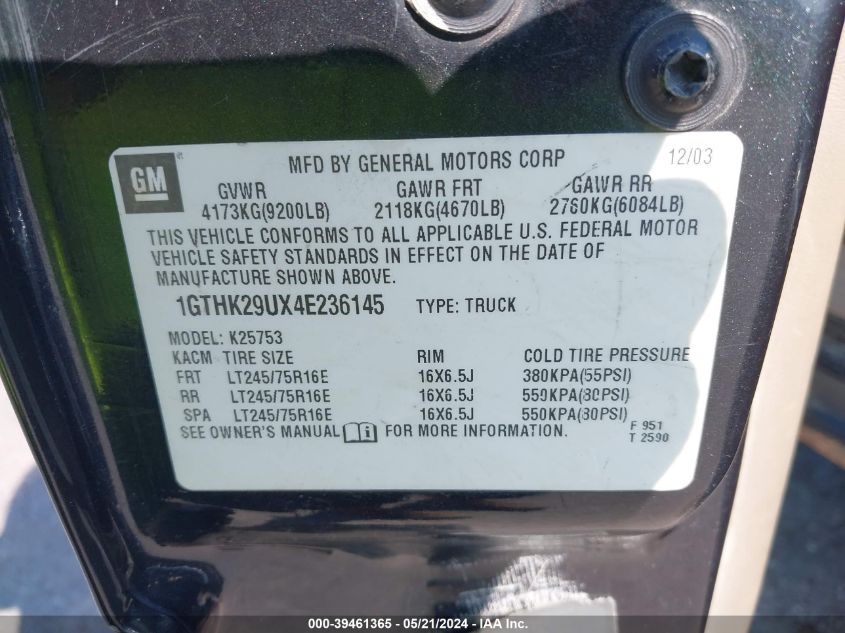 GM
MFD BY GENERAL MOTORS CORP 12/03
GVWR GAWR FRT GAWR RR
4173KG(9200LB) 2118KG(4670LB) 2760KG(6084LB)
THIS VEHICLE CONFORMS TO ALL APPLICABLE U.S. FEDERAL MOTOR
VEHICLE SAFETY STANDARDS IN EFFECT ON THE DATE OF
MANUFACTURE SHOWN ABOVE.
1GTHK29UX4E236145 TYPE: TRUCK
MODEL: K25753
KACM TIRE SIZE RIM COLD TIRE PRESSURE
FRT LT245/75R16E 16X6.5J 380KPA(55PSI)
RR LT245/75R16E 16X6.5J 550KPA(80PSI)
SPA LT245/75R16E 16X6.5J 550KPA(80PSI)
SEE OWNER'S MANUAL FOR MORE INFORMATION.
F 951
T 2590
000-39461365 - 05/21/2024 - IAA Inc.